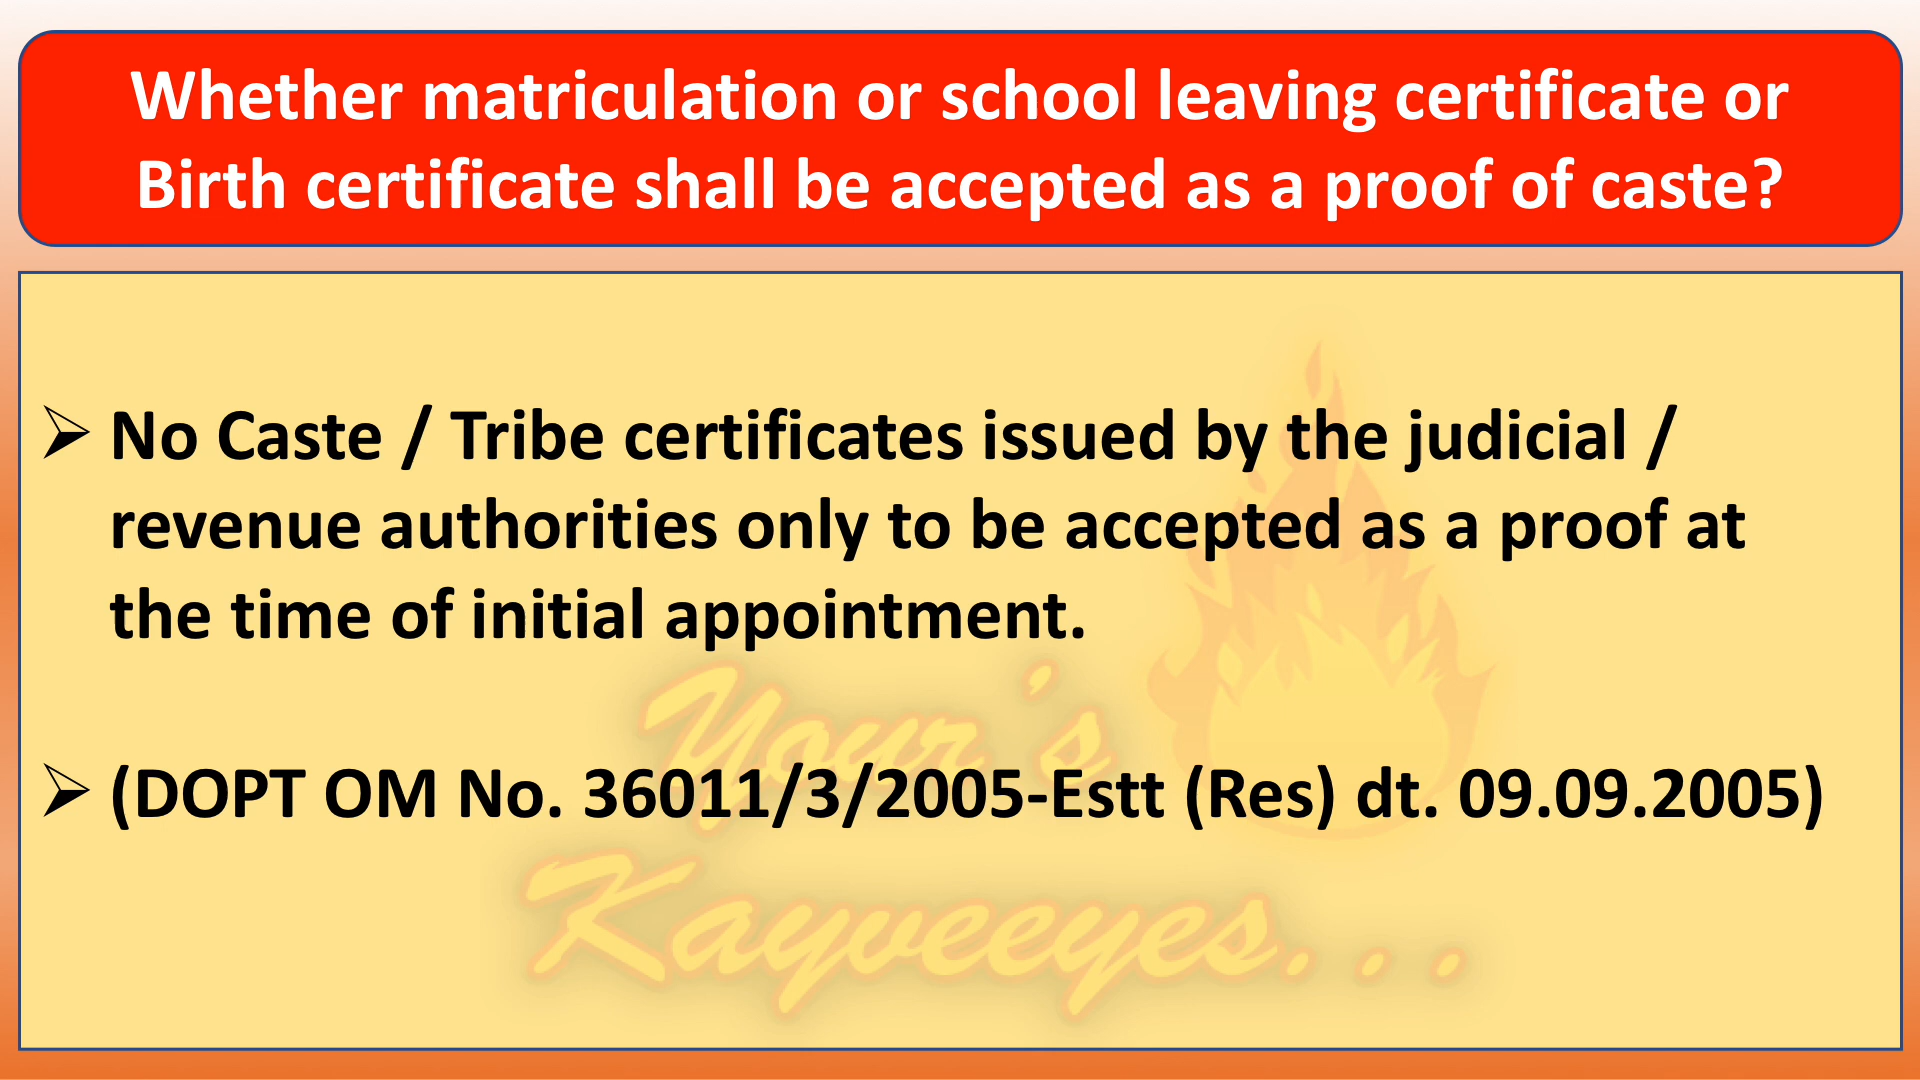 Whether matriculation or school leaving certificate or
Birth certificate shall be accepted as a proof of caste?
➢ No Caste / Tribe certificates issued by the judicial /
revenue authorities only to be accepted as a proof at
the time of initial appointment.
➢ (DOPT OM No. 36011/3/2005-Estt (Res) dt. 09.09.2005)
Your's
Kayveeyes...